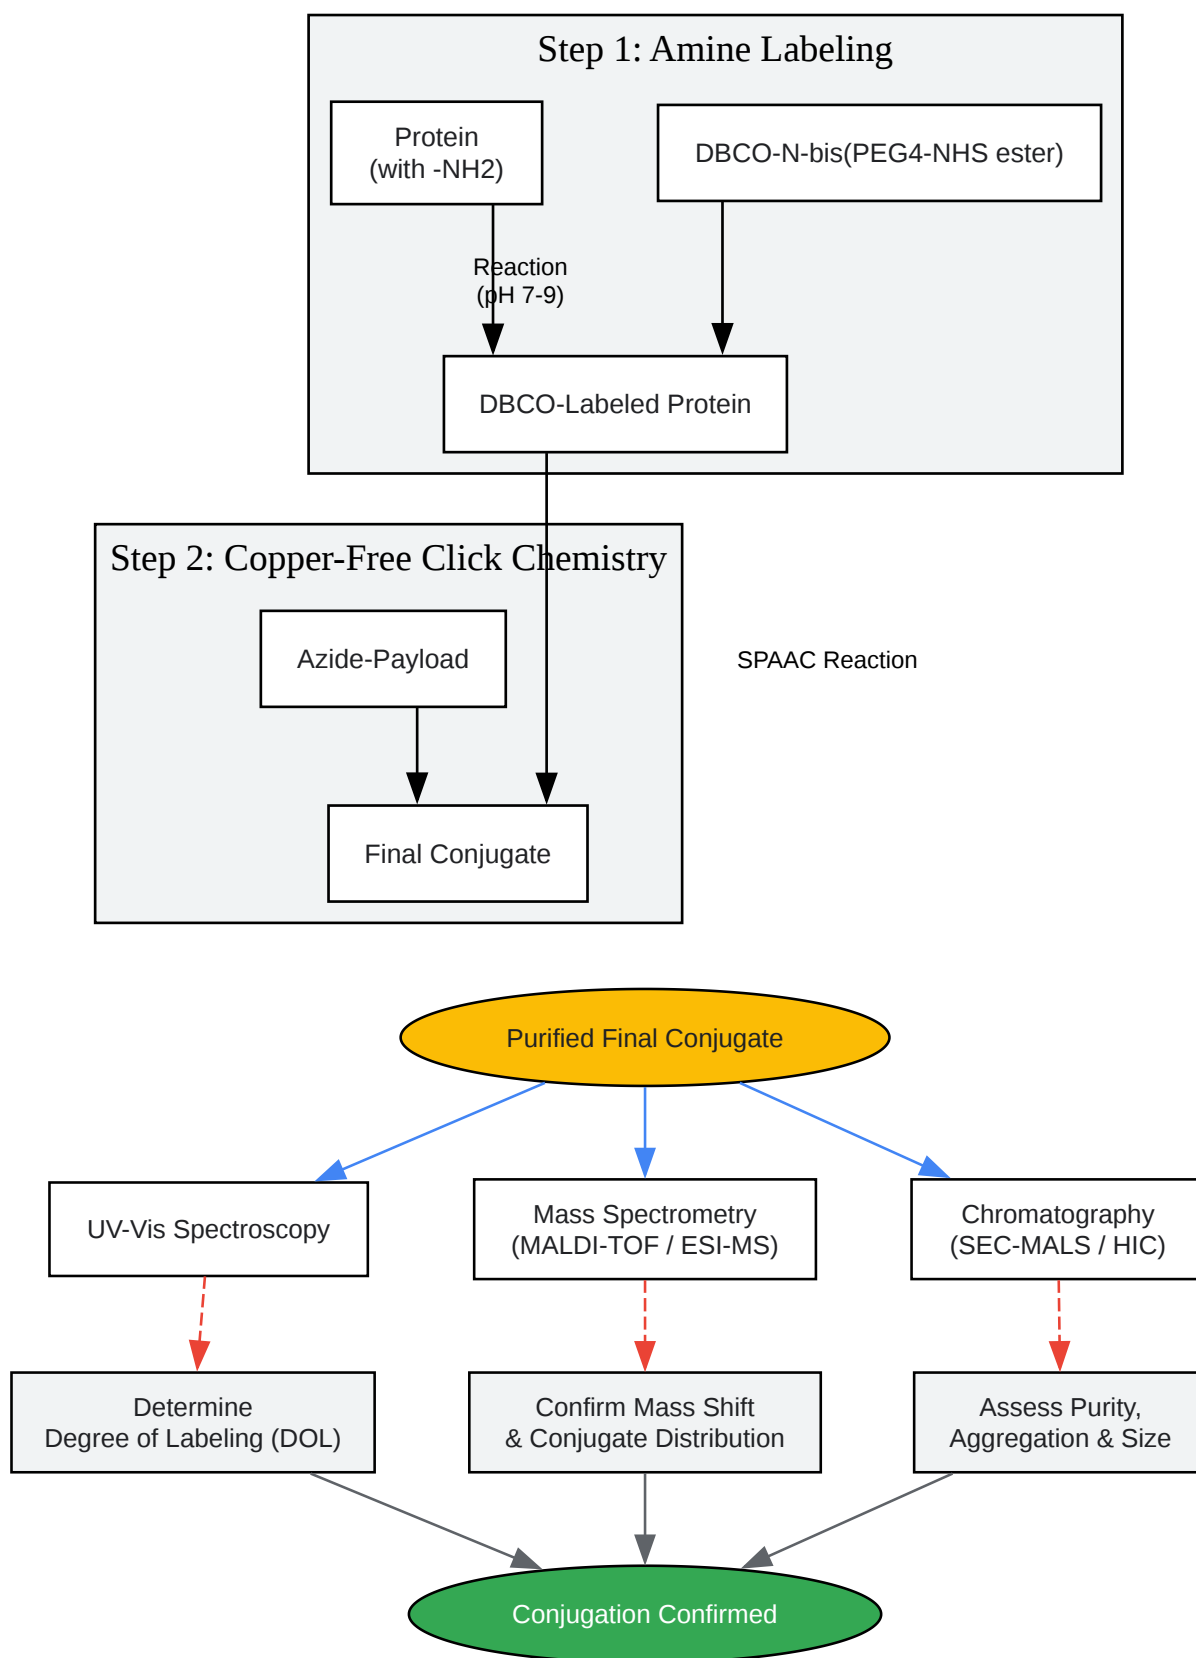 Step 1: Amine Labeling
Protein
(with -NH2)
DBCO-N-bis(PEG4-NHS ester)
Reaction
(pH 7-9)
DBCO-Labeled Protein
Step 2: Copper-Free Click Chemistry
Azide-Payload
SPAAC Reaction
Final Conjugate
Purified Final Conjugate
UV-Vis Spectroscopy
Mass Spectrometry
(MALDI-TOF / ESI-MS)
Chromatography
(SEC-MALS / HIC)
Determine
Degree of Labeling (DOL)
Confirm Mass Shift
& Conjugate Distribution
Assess Purity,
Aggregation & Size
Conjugation Confirmed